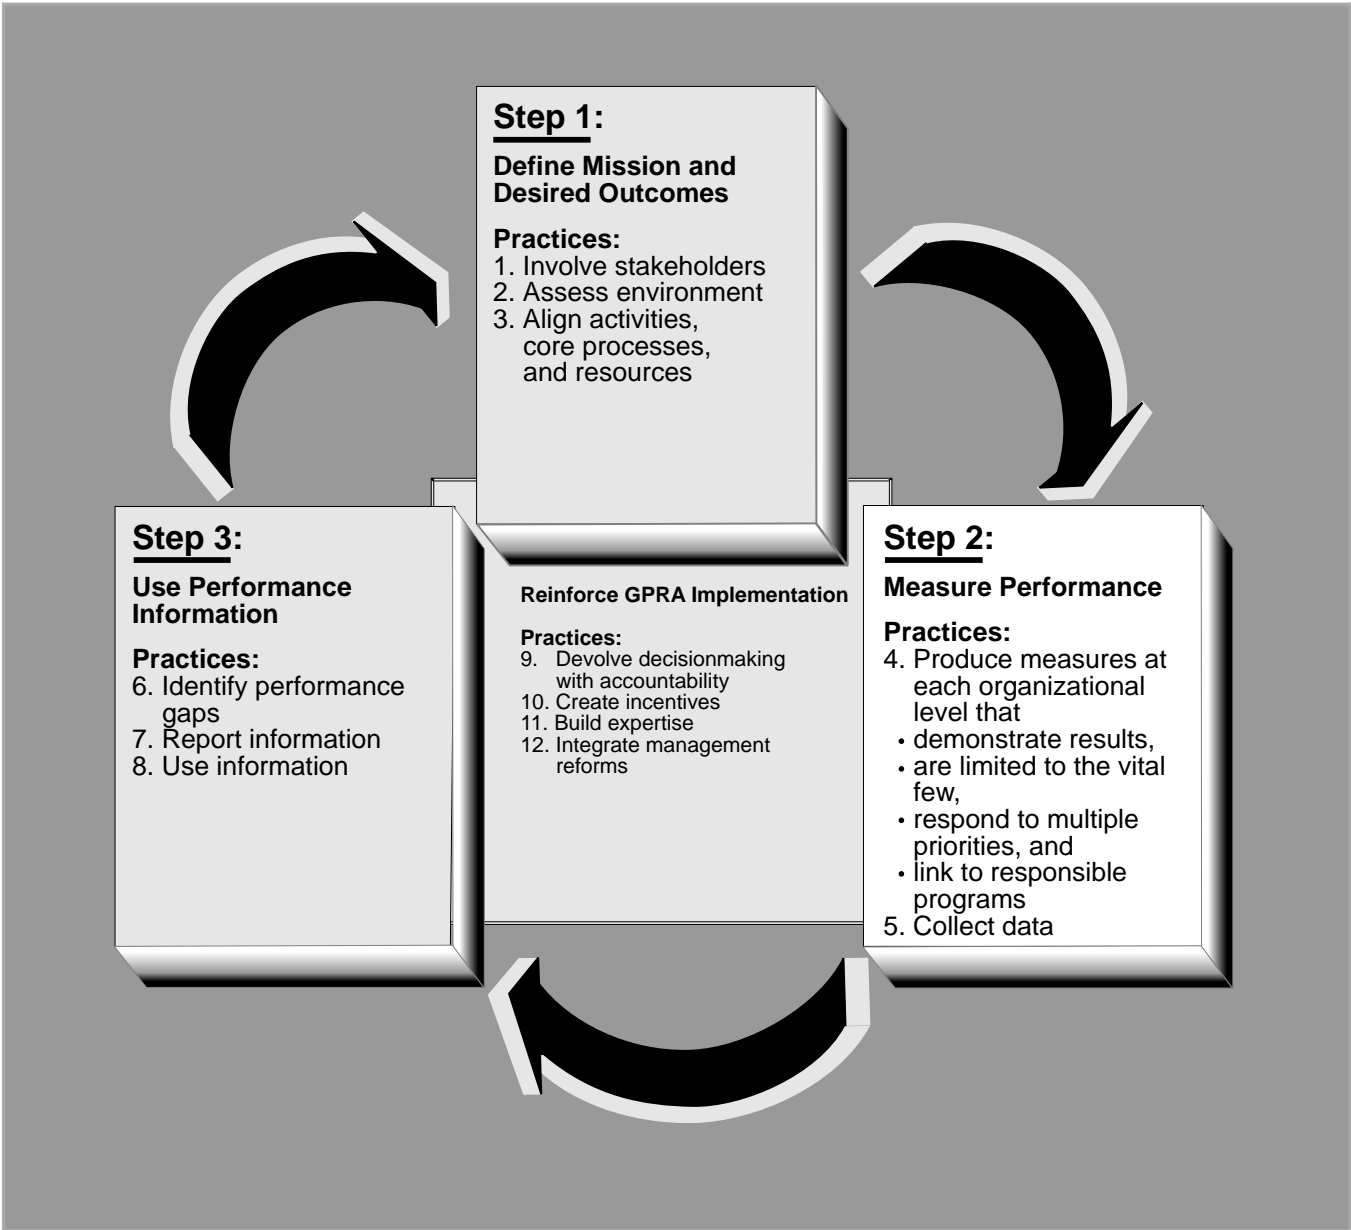 Step 1:
Define Mission and
Desired Outcomes
Practices:
1. Involve stakeholders
2. Assess environment
3. Align activities,
core processes,
and resources
Step 3:
Use Performance
Information
Practices:
6. Identify performance
gaps
7. Report information
8. Use information
Reinforce GPRA Implementation
Practices:
9. Devolve decisionmaking
with accountability
10. Create incentives
11. Build expertise
12. Integrate management
reforms
Step 2:
Measure Performance
Practices:
4. Produce measures at
each organizational
level that
• demonstrate results,
• are limited to the vital
few,
• respond to multiple
priorities, and
• link to responsible
programs
5. Collect data